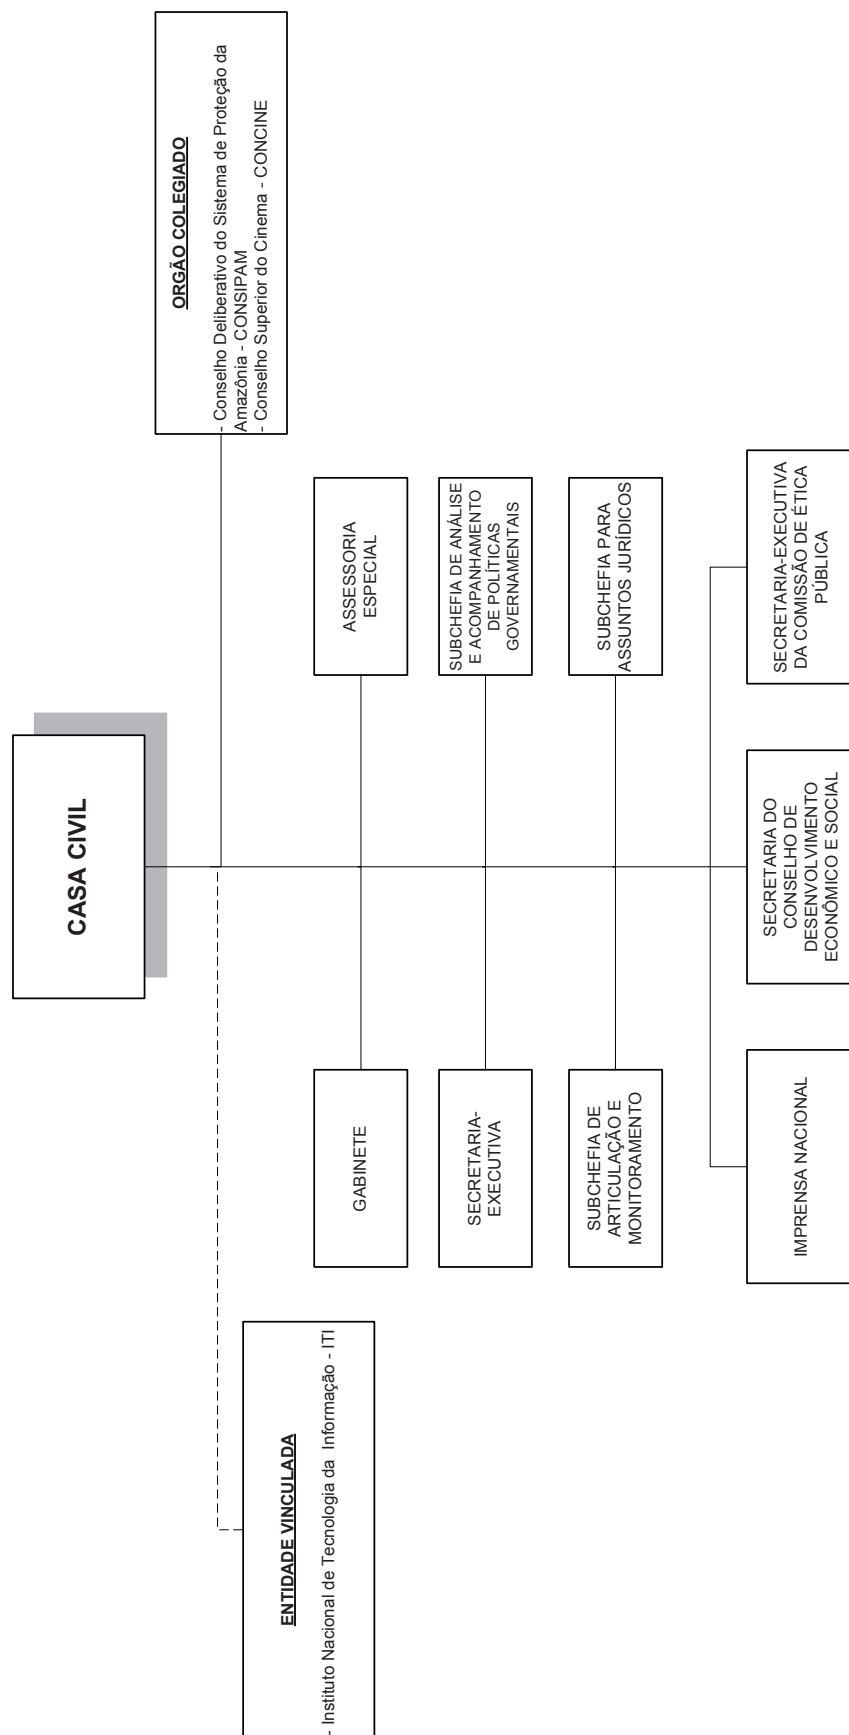 CASA CIVIL
ENTIDADE VINCULADA
- Instituto Nacional de Tecnologia da Informação - ITI
ORGÃO COLEGIADO
- Conselho Deliberativo do Sistema de Proteção da
Amazônia - CONSIPAM
- Conselho Superior do Cinema - CONCINE
GABINETE
ASSESSORIA
ESPECIAL
SECRETARIA-
EXECUTIVA
SUBCHEFIA DE ANÁLISE
E ACOMPANHAMENTO
DE POLÍTICAS
GOVERNAMENTAIS
SUBCHEFIA DE
ARTICULAÇÃO E
MONITORAMENTO
SUBCHEFIA PARA
ASSUNTOS JURÍDICOS
IMPRENSA NACIONAL
SECRETARIA DO
CONSELHO DE
DESENVOLVIMENTO
ECONÔMICO E SOCIAL
SECRETARIA-EXECUTIVA
DA COMISSÃO DE ÉTICA
PÚBLICA